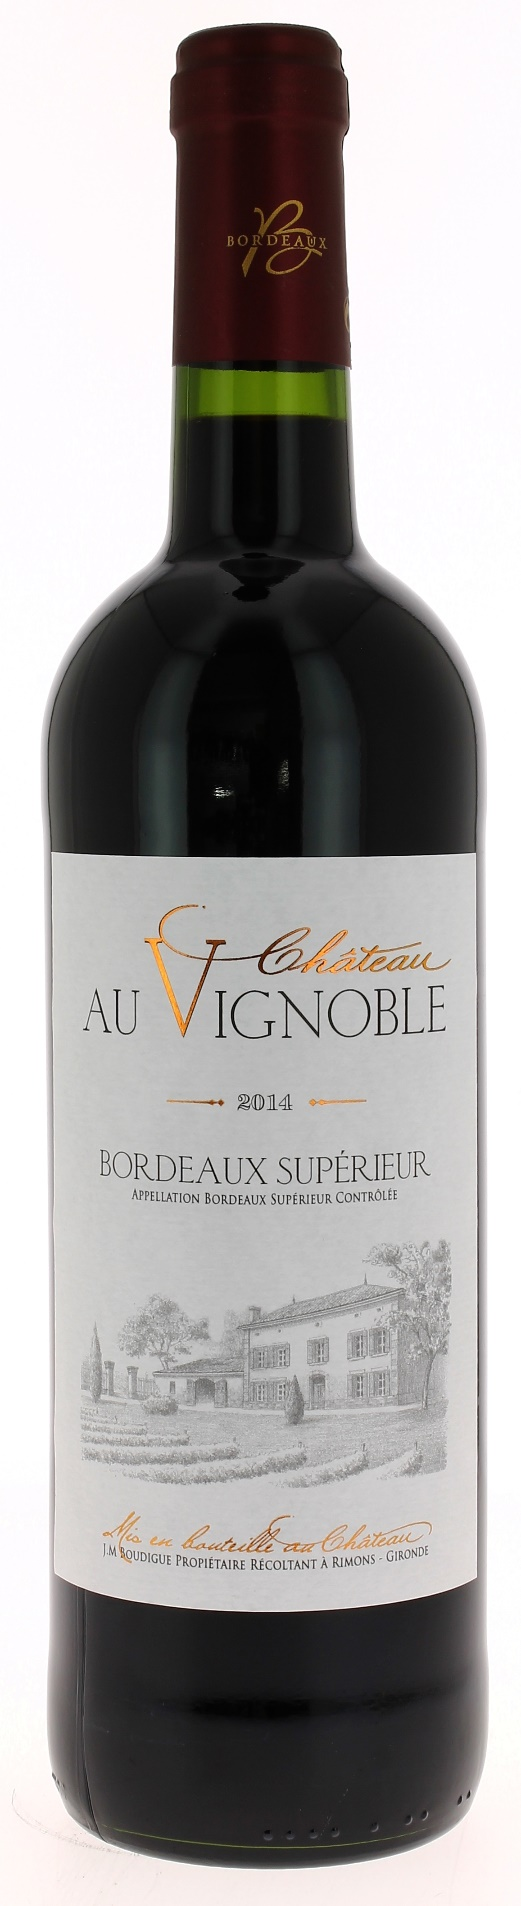 B
BORDEAUX
Château
AU VIGNOBLE
2014
BORDEAUX SUPÉRIEUR
APPELLATION BORDEAUX SUPÉRIEUR CONTRÔLÉE
Mis en bouteille au Château
J.M BOUDIGUE PROPIÉTAIRE RÉCOLTANT À RIMONS - GIRONDE